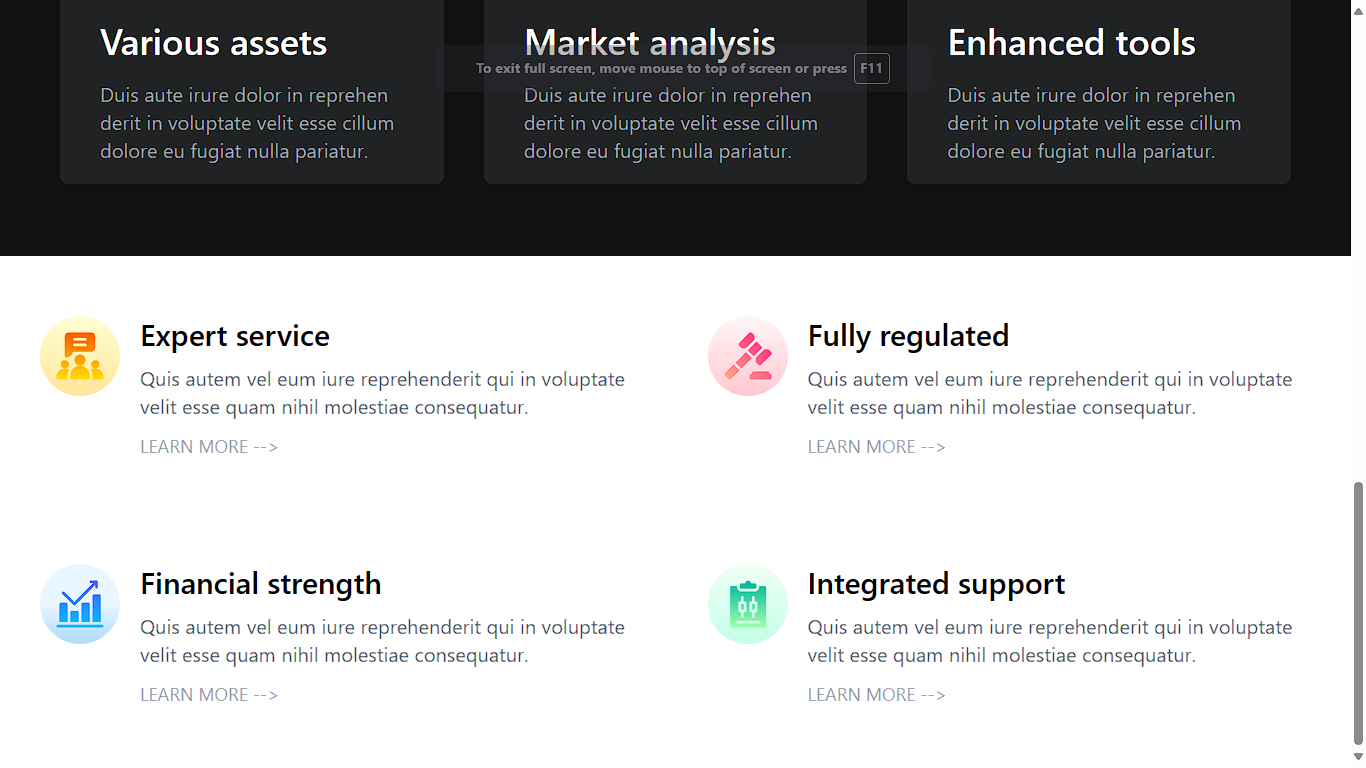 Various assets
Duis aute irure dolor in reprehen
derit in voluptate velit esse cillum
dolore eu fugiat nulla pariatur.
Market analysis
Duis aute irure dolor in reprehen
derit in voluptate velit esse cillum
dolore eu fugiat nulla pariatur.
Enhanced tools
Duis aute irure dolor in reprehen
derit in voluptate velit esse cillum
dolore eu fugiat nulla pariatur.
To exit full screen, move mouse to top of screen or press F11
Expert service
Quis autem vel eum iure reprehenderit qui in voluptate
velit esse quam nihil molestiae consequatur.
LEARN MORE -->
Fully regulated
Quis autem vel eum iure reprehenderit qui in voluptate
velit esse quam nihil molestiae consequatur.
LEARN MORE -->
Financial strength
Quis autem vel eum iure reprehenderit qui in voluptate
velit esse quam nihil molestiae consequatur.
LEARN MORE -->
Integrated support
Quis autem vel eum iure reprehenderit qui in voluptate
velit esse quam nihil molestiae consequatur.
LEARN MORE -->